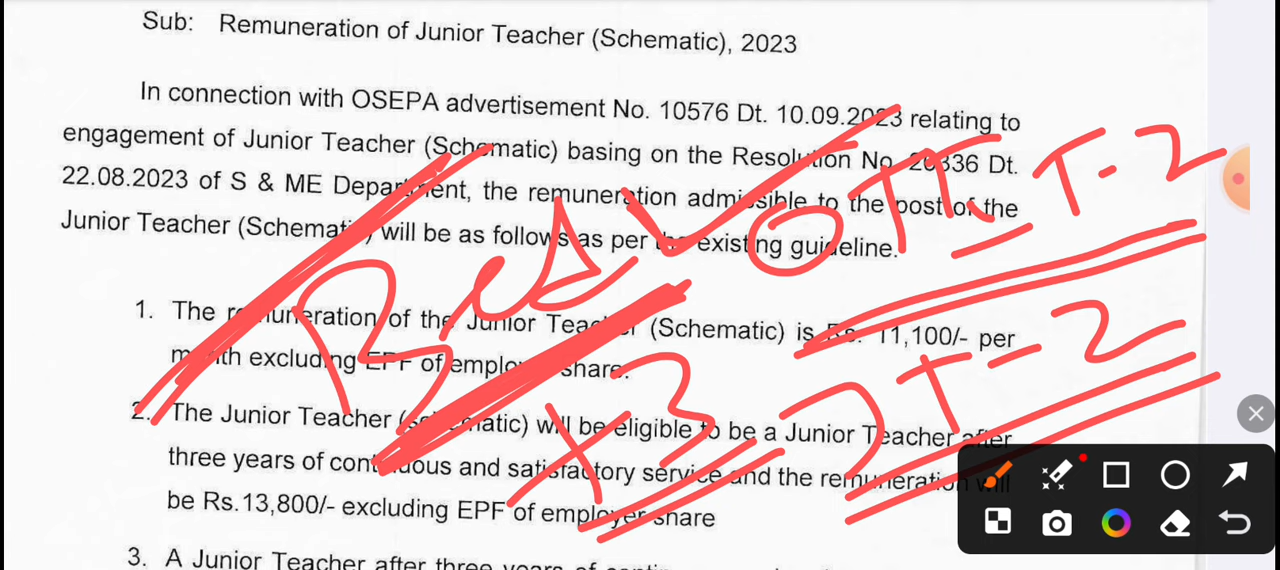 Sub: Remuneration of Junior Teacher (Schematic), 2023
In connection with OSEPA advertisement No. 10576 Dt. 10.09.2023 relating to
engagement of Junior Teacher (Schematic) basing on the Resolution No. 20336 Dt.
22.08.2023 of S & ME Department, the remuneration admissible to the post of the
Junior Teacher (Schematic) will be as follows as per the existing guideline.
1. The remuneration of the Junior Teacher (Schematic) is Rs. 11,100/- per
month excluding EPF of employer share.
2. The Junior Teacher (Schematic) will be eligible to be a Junior Teacher after
three years of continuous and satisfactory service and the remuneration will
be Rs.13,800/- excluding EPF of employer share
3. A Junior Teacher after three years of
T-2